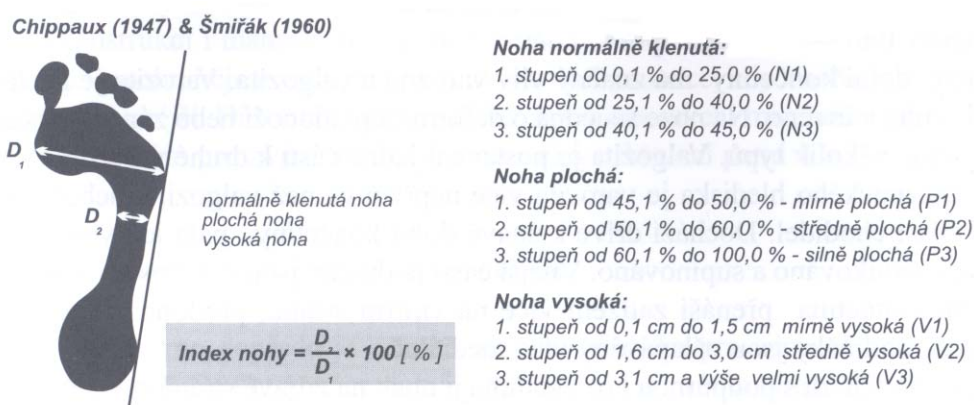 Chippaux (1947) & Šmiřák (1960)
D₁
D
normálně klenutá noha
plochá noha
vysoká noha
Index nohy = D₂ / D₁ × 100 [ % ]
Noha normálně klenutá:
1. stupeň od 0,1 % do 25,0 % (N1)
2. stupeň od 25,1 % do 40,0 % (N2)
3. stupeň od 40,1 % do 45,0 % (N3)
Noha plochá:
1. stupeň od 45,1 % do 50,0 % - mírně plochá (P1)
2. stupeň od 50,1 % do 60,0 % - středně plochá (P2)
3. stupeň od 60,1 % do 100,0 % - silně plochá (P3)
Noha vysoká:
1. stupeň od 0,1 cm do 1,5 cm mírně vysoká (V1)
2. stupeň od 1,6 cm do 3,0 cm středně vysoká (V2)
3. stupeň od 3,1 cm a výše velmi vysoká (V3)